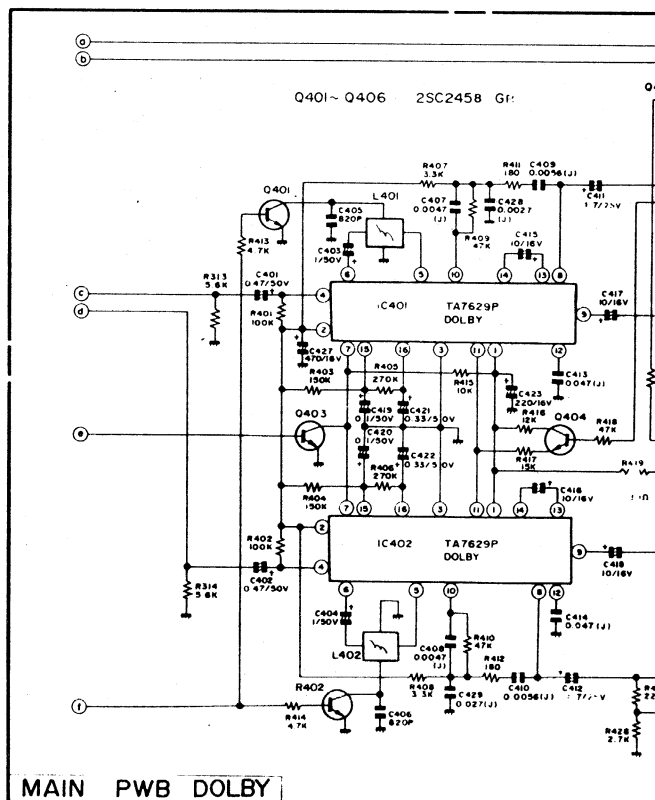 a
b
Q401~Q406 2SC2458 GR
R407
3.3K
R411
180
C409
0.0056(J)
C407
0.0047
(J)
C428
0.0027
(J)
R409
47K
C411
C415
10/16V
Q401
L401
C405
820P
C403
1/50V
R413
4.7K
R313
5.6K
C401
0.47/50V
6
5
10
14
13
8
c
d
4
IC401 TA7629P
DOLBY
9
C417
10/16V
R401
100K
2
7
15
16
3
11
1
12
C427
470/16V
R403
150K
R405
270K
R415
10K
C413
0.047(J)
C423
220/16V
C419
0.1/50V
C421
0.33/50V
R416
12K
Q404
R418
47K
e
Q403
C420
0.1/50V
C422
0.33/50V
R417
15K
R419
R406
270K
C416
10/16V
R404
150K
7
15
16
3
11
1
14
13
R402
100K
2
IC402 TA7629P
DOLBY
9
C418
10/16V
4
C402
0.47/50V
R314
5.6K
6
5
10
8
12
C404
1/50V
C414
0.047(J)
L402
C408
0.0047
(J)
R410
47K
R412
180
R402
R408
3.3K
C429
0.027(J)
C410
0.0056(J)
C412
f
R414
4.7K
C406
820P
R428
2.7K
MAIN PWB DOLBY